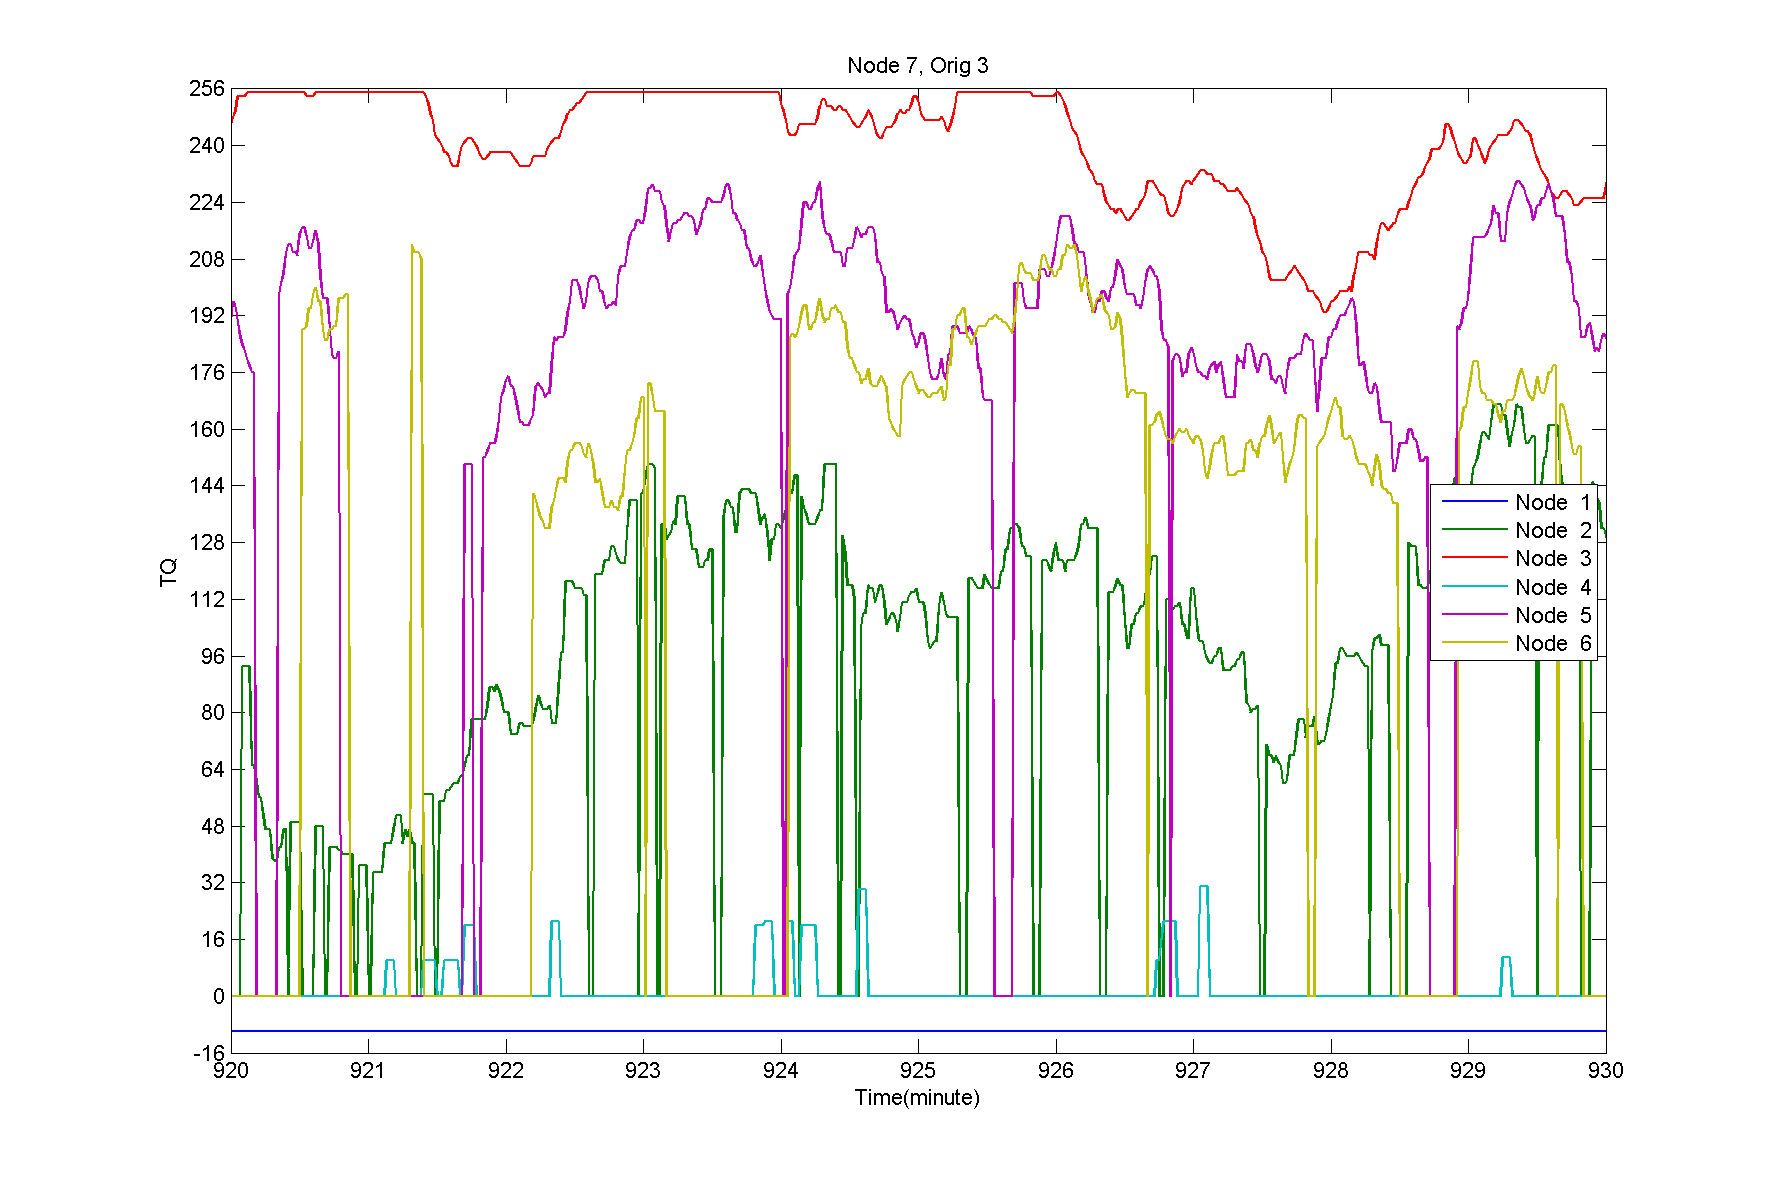 Node 7, Orig 3
256
240
224
208
192
176
160
144
128
112
96
80
64
48
32
16
0
-16
TQ
Node 1
Node 2
Node 3
Node 4
Node 5
Node 6
920 921 922 923 924 925 926 927 928 929 930
Time(minute)